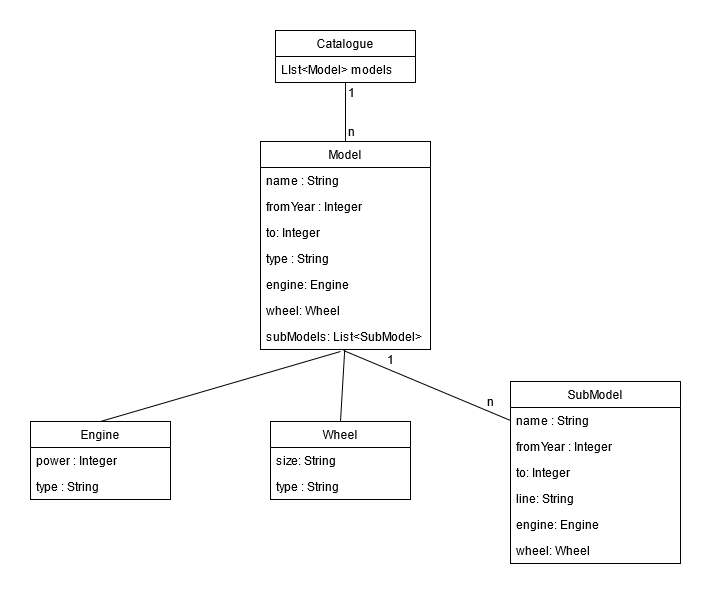 Catalogue
LIst<Model> models
1
n
Model
name : String
fromYear : Integer
to: Integer
type : String
engine: Engine
wheel: Wheel
subModels: List<SubModel>
1
n
Engine
power : Integer
type : String
Wheel
size: String
type : String
SubModel
name : String
fromYear : Integer
to: Integer
line: String
engine: Engine
wheel: Wheel